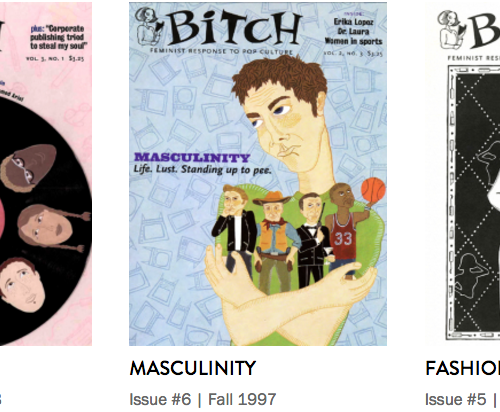 plus: "Corporate
publishing tried
to steal my soul"
VOL. 3, NO. 1 $3.25
BiTCH
FEMINIST RESPONSE TO POP CULTURE
INSIDE:
Erika Lopez
Dr. Laura
Women in sports
VOL. 2, NO. 3 $3.25
MASCULINITY
Life. Lust. Standing up to pee.
33
B
FEMINIST RES
MASCULINITY
Issue #6 | Fall 1997
FASHIO
Issue #5 |